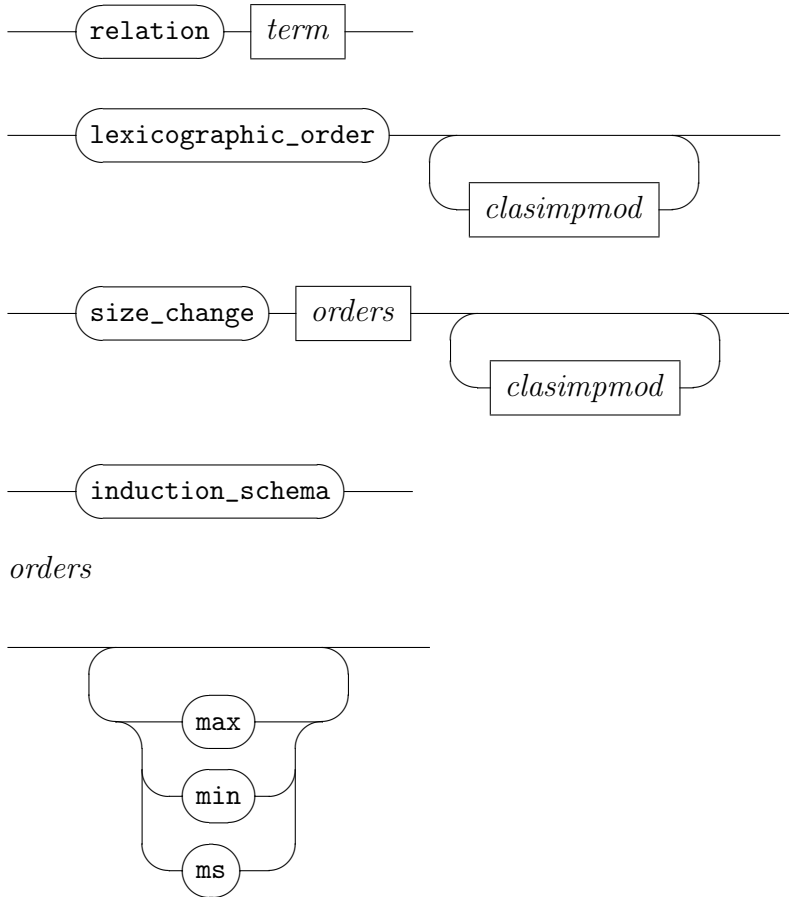 relation term
lexicographic_order
clasimpmod
size_change orders
clasimpmod
induction_schema
orders
max
min
ms